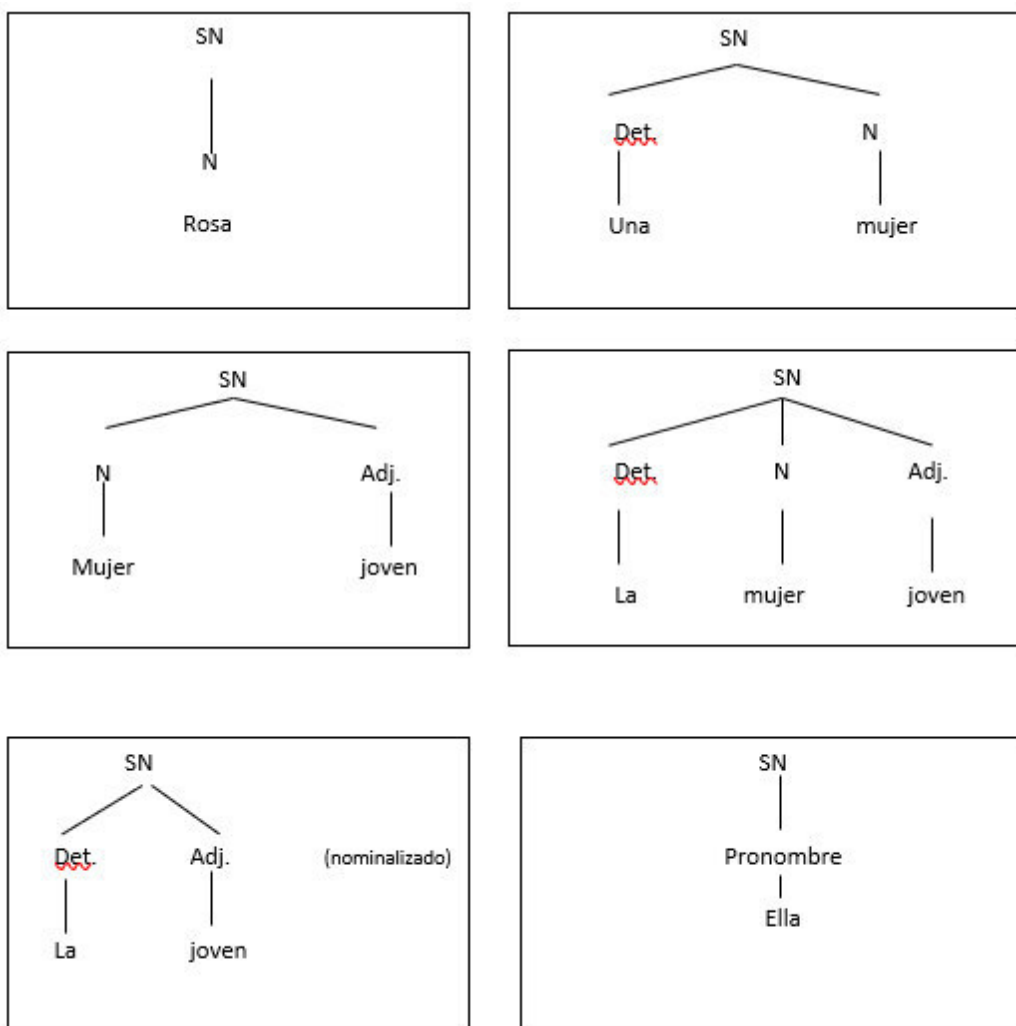 SN
N
Rosa
SN
Det. N
Una mujer
SN
N Adj.
Mujer joven
SN
Det. N Adj.
La mujer joven
SN
Det. Adj. (nominalizado)
La joven
SN
Pronombre
Ella